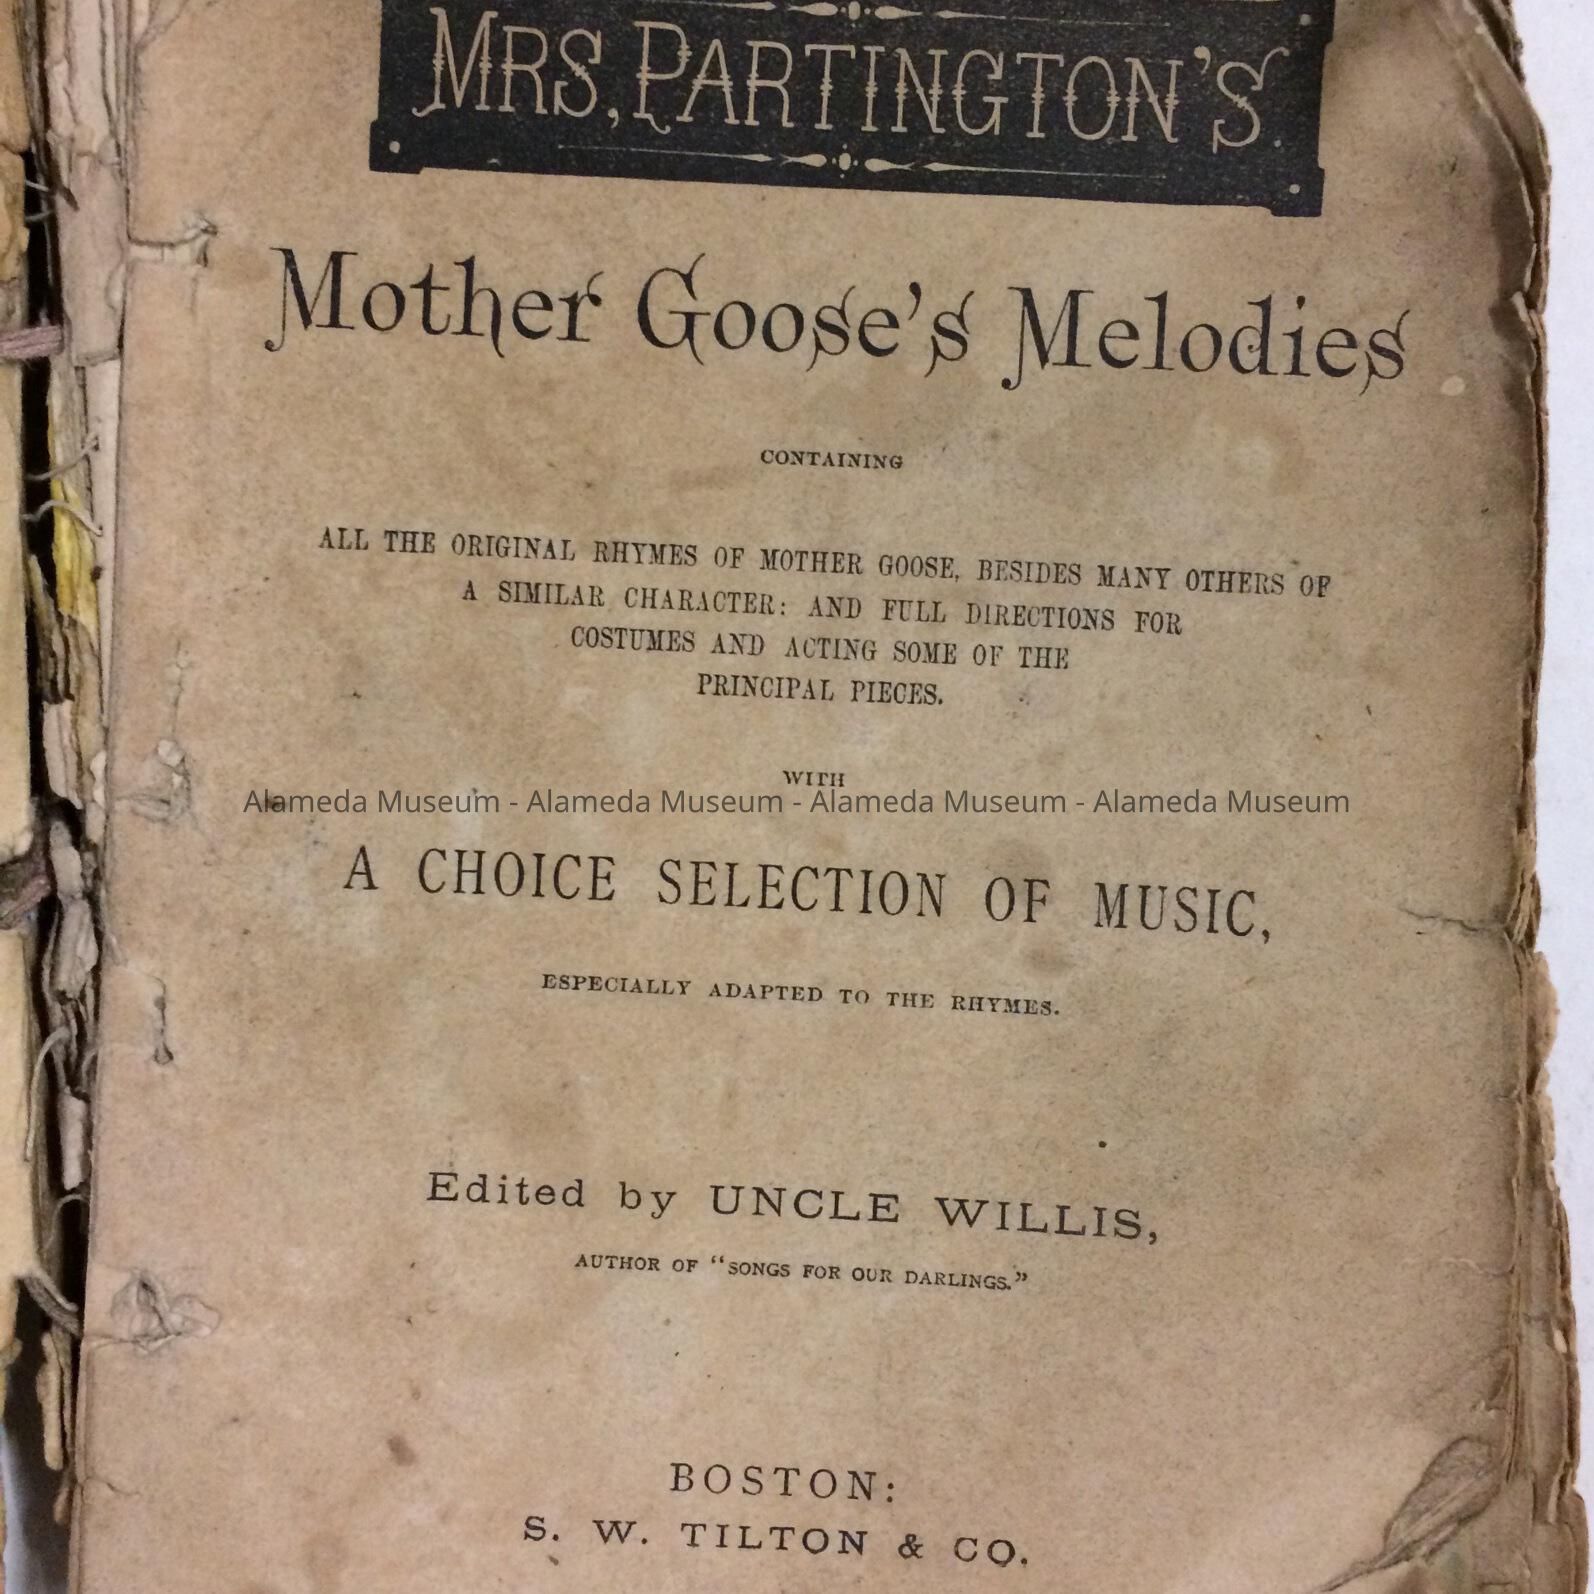 MRS. PARTINGTON'S
Mother Goose's Melodies
CONTAINING
ALL THE ORIGINAL RHYMES OF MOTHER GOOSE, BESIDES MANY OTHERS OF
A SIMILAR CHARACTER: AND FULL DIRECTIONS FOR
COSTUMES AND ACTING SOME OF THE
PRINCIPAL PIECES.
WITH
Alameda Museum - Alameda Museum - Alameda Museum - Alameda Museum
A CHOICE SELECTION OF MUSIC,
ESPECIALLY ADAPTED TO THE RHYMES.
Edited by UNCLE WILLIS,
AUTHOR OF "SONGS FOR OUR DARLINGS."
BOSTON:
S. W. TILTON & CO.